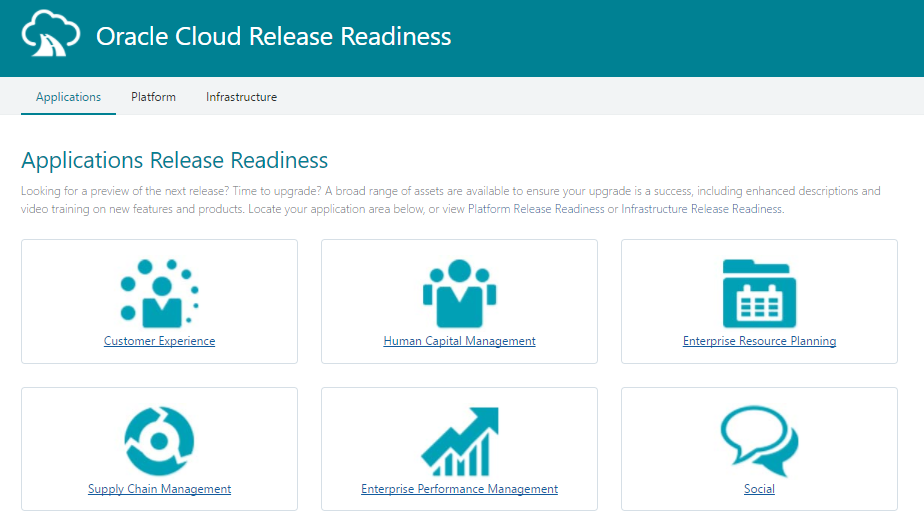 Oracle Cloud Release Readiness
Applications Platform Infrastructure
Applications Release Readiness
Looking for a preview of the next release? Time to upgrade? A broad range of assets are available to ensure your upgrade is a success, including enhanced descriptions and
video training on new features and products. Locate your application area below, or view Platform Release Readiness or Infrastructure Release Readiness.
Customer Experience
Human Capital Management
Enterprise Resource Planning
Supply Chain Management
Enterprise Performance Management
Social